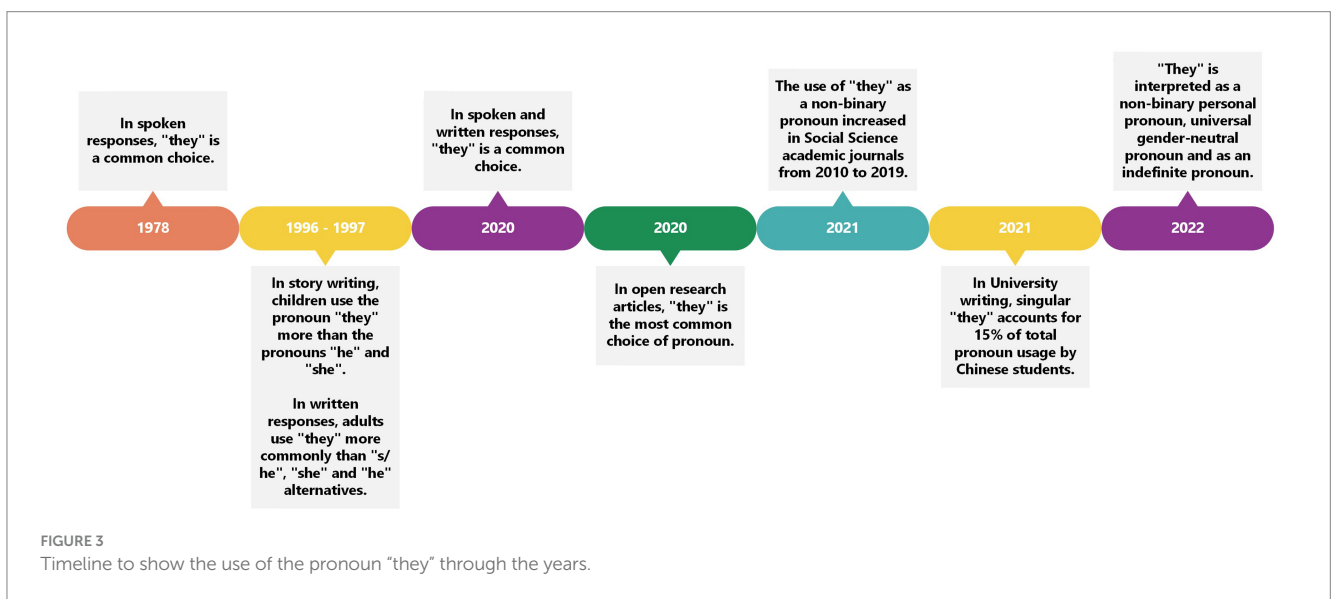 In spoken
responses, "they" is
a common choice.
1978
1996 - 1997
In story writing,
children use the
pronoun "they"
more than the
pronouns "he" and
"she".
In written
responses, adults
use "they" more
commonly than "s/
he", "she" and "he"
alternatives.
In spoken and
written responses,
"they" is a common
choice.
2020
2020
In open research
articles, "they" is
the most common
choice of pronoun.
The use of "they" as
a non-binary
pronoun increased
in Social Science
academic journals
from 2010 to 2019.
2021
2021
In University
writing, singular
"they" accounts for
15% of total
pronoun usage by
Chinese students.
"They" is
interpreted as a
non-binary personal
pronoun, universal
gender-neutral
pronoun and as an
indefinite pronoun.
2022
FIGURE 3
Timeline to show the use of the pronoun “they” through the years.